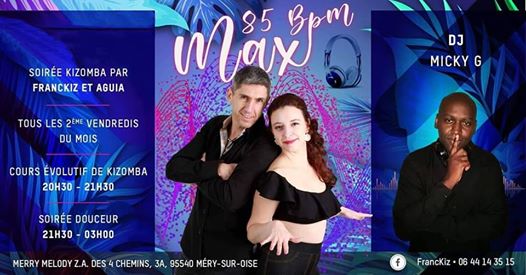 85 Bpm
Max
SOIRÉE KIZOMBA PAR
FRANCKIZ ET AGUIA
TOUS LES 2ÈME VENDREDIS
DU MOIS
COURS ÉVOLUTIF DE KIZOMBA
20H30 - 21H30
SOIRÉE DOUCEUR
21H30 - 03H00
DJ
MICKY G
MERRY MELODY Z.A. DES 4 CHEMINS, 3A, 95540 MÉRY-SUR-OISE
f FrancKiz • 06 44 14 35 15